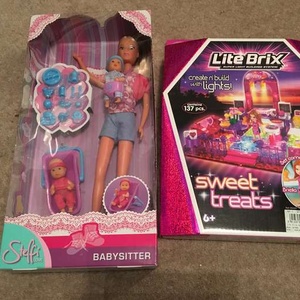 Steffi
BABYSITTER
Lite Brix
create n build
with lights!
137 pcs.
sweet
treats
6+